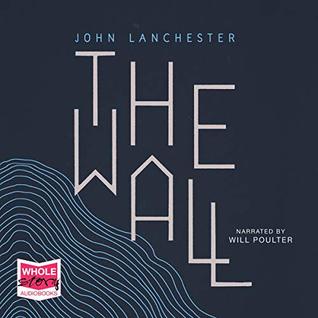 JOHN LANCHESTER
THE
WALL
NARRATED BY
WILL POULTER
WHOLE
story
AUDIOBOOKS